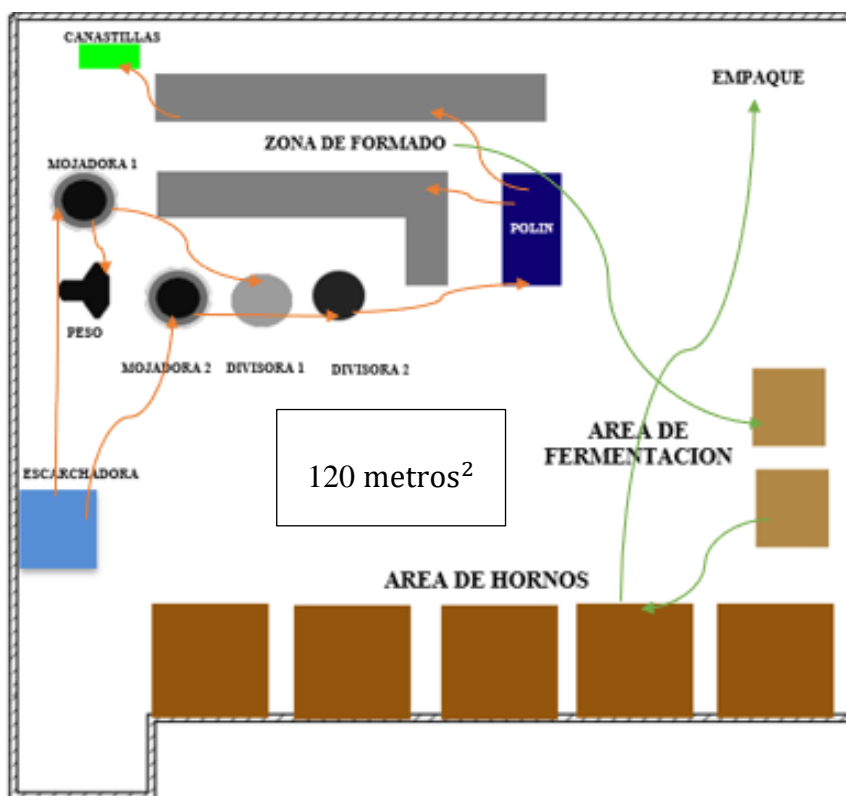 CANASTILLAS
EMPAQUE
ZONA DE FORMADO
MOJADORA 1
POLIN
PESO
MOJADORA 2
DIVISORA 1
DIVISORA 2
AREA DE
FERMENTACION
120 metros²
ESCARCHADORA
AREA DE HORNOS